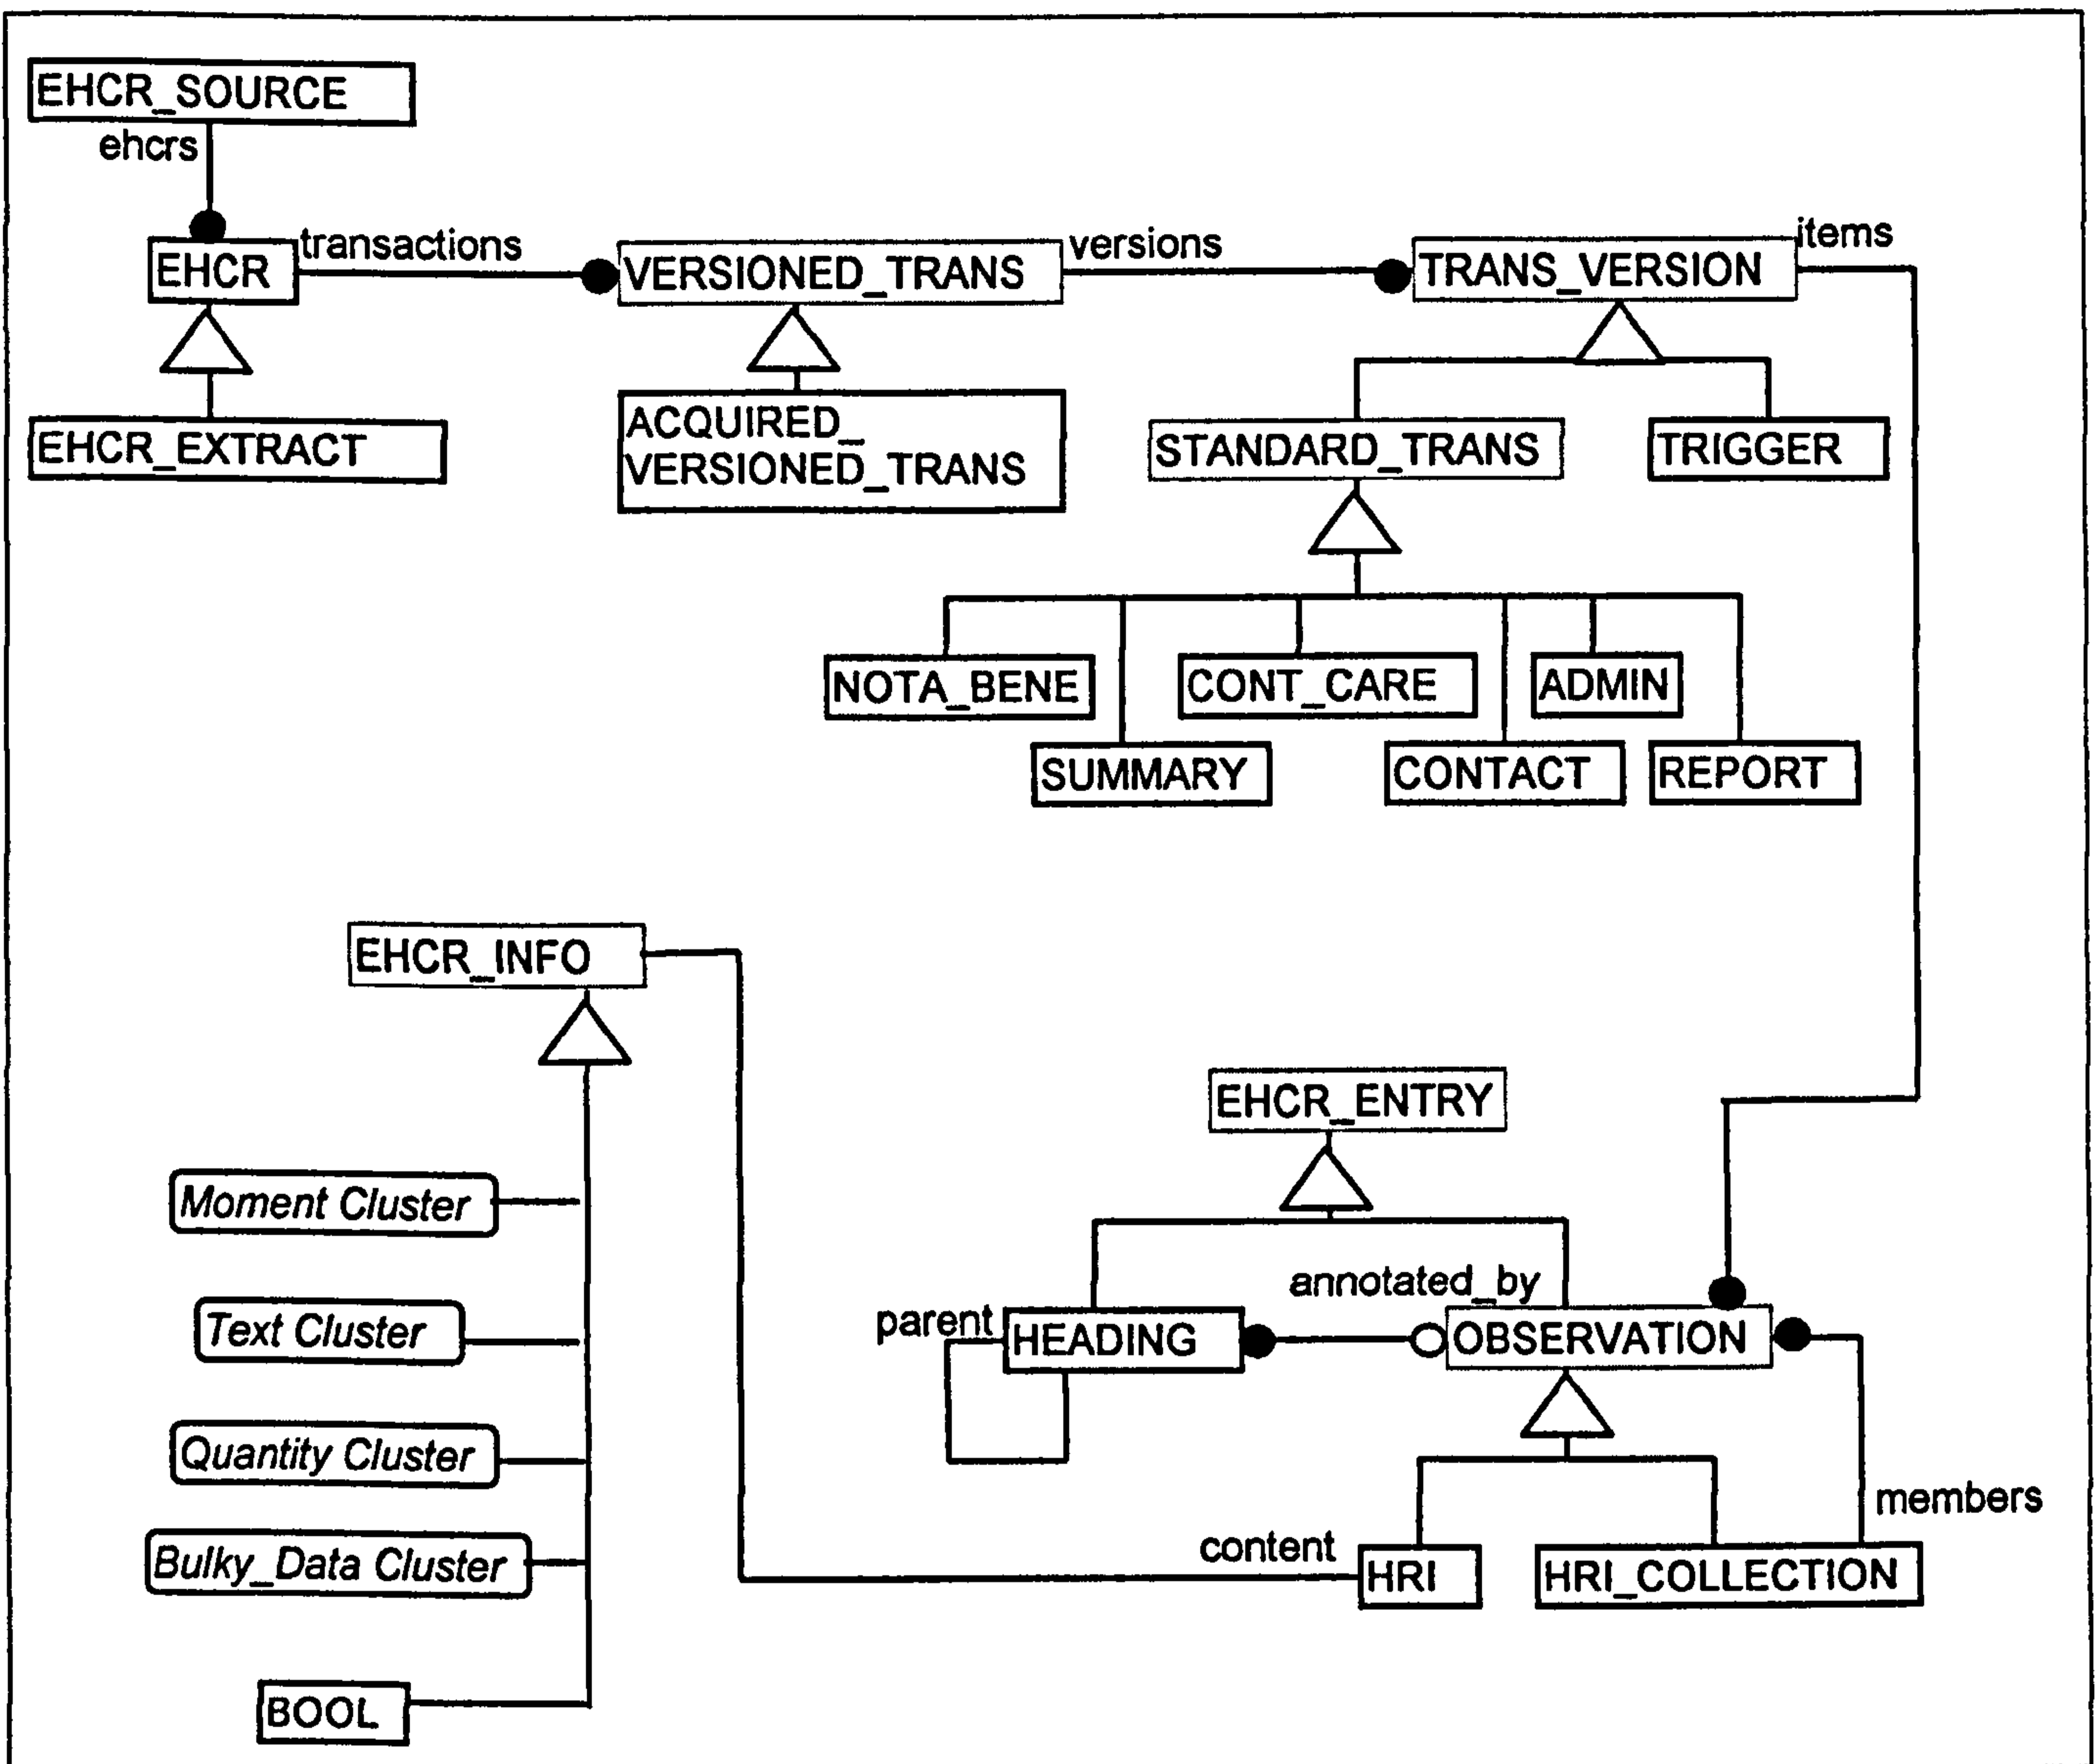 EHCR_SOURCE
ehcrs
EHCR
transactions
VERSIONED_TRANS
versions
TRANS_VERSION
items
EHCR_EXTRACT
ACQUIRED_
VERSIONED_TRANS
STANDARD_TRANS
TRIGGER
NOTA_BENE
CONT_CARE
ADMIN
SUMMARY
CONTACT
REPORT
EHCR_INFO
EHCR_ENTRY
Moment Cluster
annotated_by
parent
HEADING
OBSERVATION
Text Cluster
Quantity Cluster
members
content
HRI
HRI_COLLECTION
Bulky_Data Cluster
BOOL